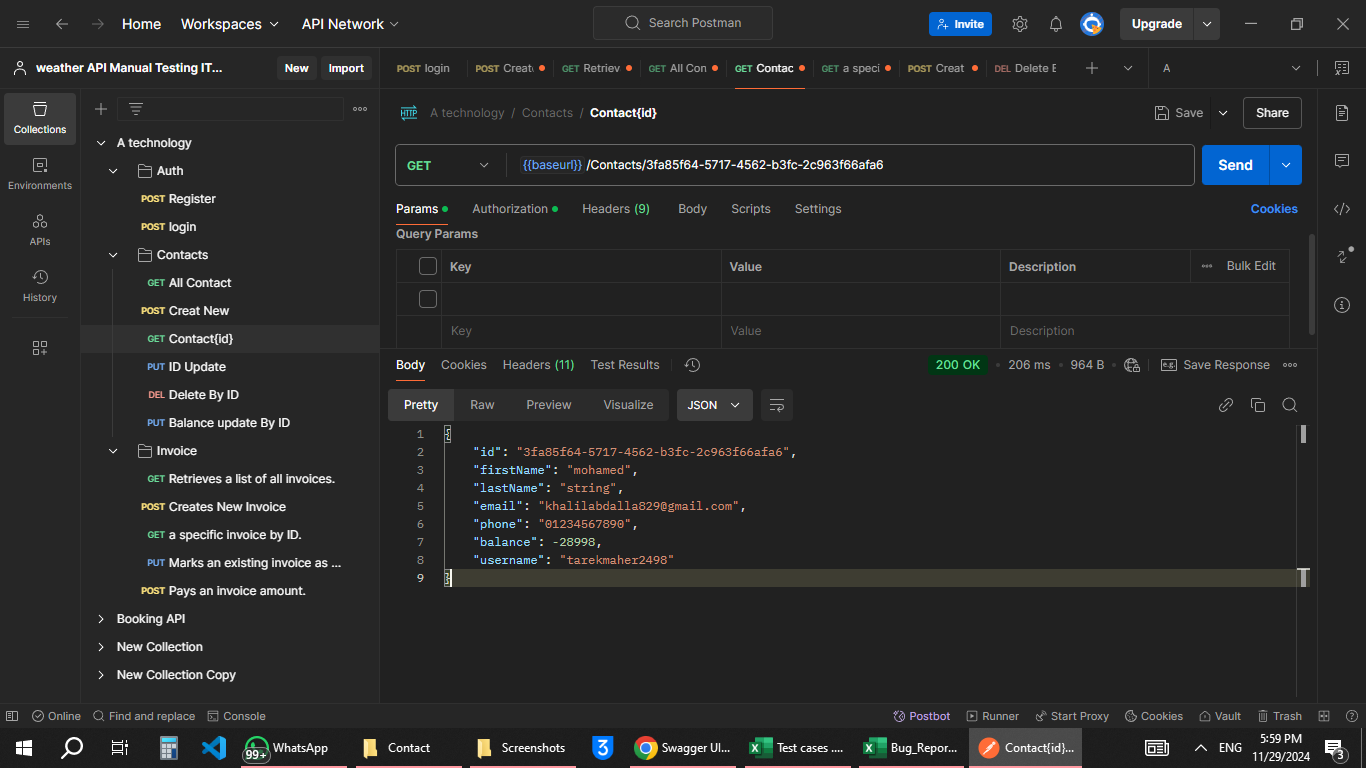 Home Workspaces API Network Search Postman Invite Upgrade
weather API Manual Testing IT... New Import
POST login POST Creat GET Retriev GET All Con GET Contac GET a speci POST Creat DEL Delete E A
Collections
Environments
APIs
History
A technology
Auth
POST Register
POST login
Contacts
GET All Contact
POST Creat New
GET Contact{id}
PUT ID Update
DEL Delete By ID
PUT Balance update By ID
Invoice
GET Retrieves a list of all invoices.
POST Creates New Invoice
GET a specific invoice by ID.
PUT Marks an existing invoice as ...
POST Pays an invoice amount.
Booking API
New Collection
New Collection Copy
HTTP A technology / Contacts / Contact{id} Save Share
GET {{baseurl}} /Contacts/3fa85f64-5717-4562-b3fc-2c963f66afa6 Send
Params Authorization Headers (9) Body Scripts Settings Cookies
Query Params
Key Value Description Bulk Edit
Key Value Description
Body Cookies Headers (11) Test Results 200 OK 206 ms 964 B e.g. Save Response
Pretty Raw Preview Visualize JSON
1 {
2 "id": "3fa85f64-5717-4562-b3fc-2c963f66afa6",
3 "firstName": "mohamed",
4 "lastName": "string",
5 "email": "khalilabdalla829@gmail.com",
6 "phone": "01234567890",
7 "balance": -28998,
8 "username": "tarekmaher2498"
9 }
Online Find and replace Console Postbot Runner Start Proxy Cookies Vault Trash
99+ WhatsApp Contact Screenshots Swagger UI... Test cases .... Bug_Repor... Contact{id}... ENG 5:59 PM
11/29/2024 3